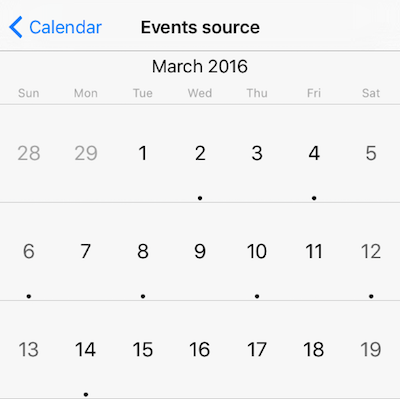 Calendar Events source
March 2016
Sun Mon Tue Wed Thu Fri Sat
28 29 1 2 3 4 5
6 7 8 9 10 11 12
13 14 15 16 17 18 19